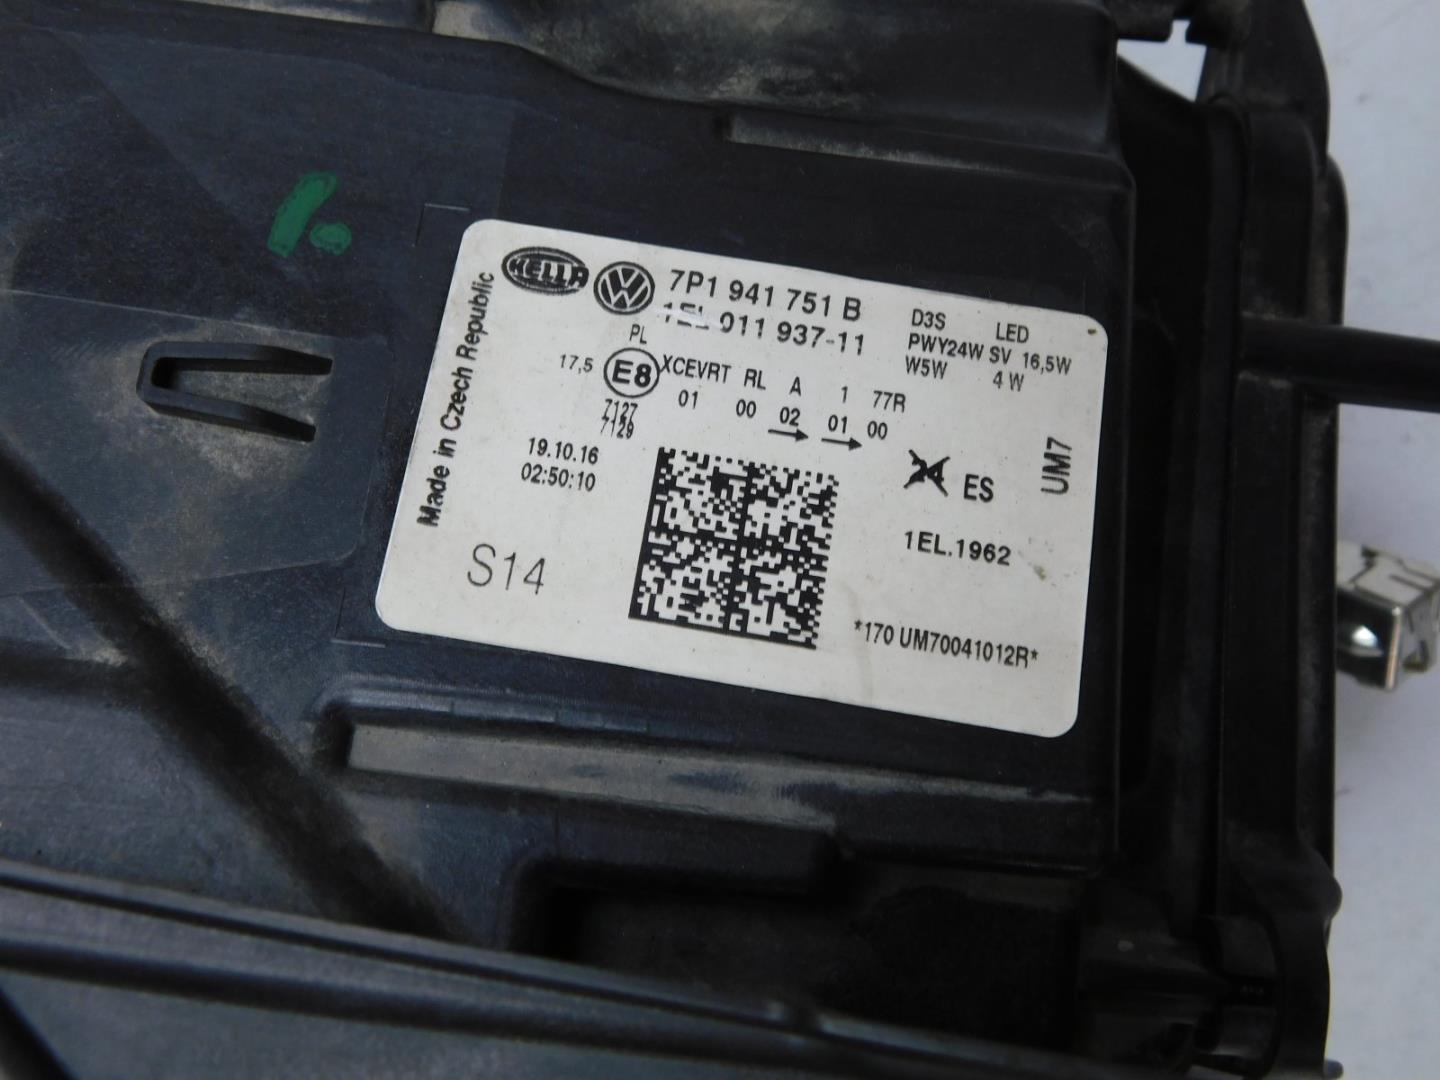 HELLA VW 7P1 941 751 B
1EL 011 937-11
D3S LED
PWY24W SV 16,5W
W5W 4 W
PL
17,5 E8 XCEVRT RL A 1 77R
01 00 02 01 00
7127
7129
19.10.16
02:50:10
Made in Czech Republic
S14
ES
UM7
1EL.1962
*170 UM70041012R*